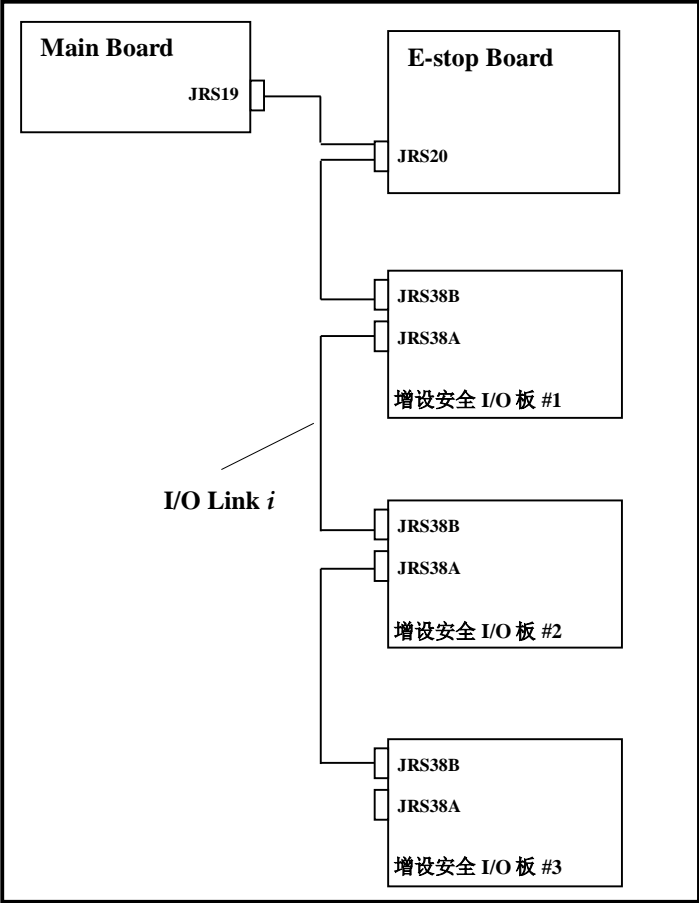 Main Board
JRS19
E-stop Board
JRS20
JRS38B
JRS38A
增设安全 I/O 板 #1
I/O Link i
JRS38B
JRS38A
增设安全 I/O 板 #2
JRS38B
JRS38A
增设安全 I/O 板 #3